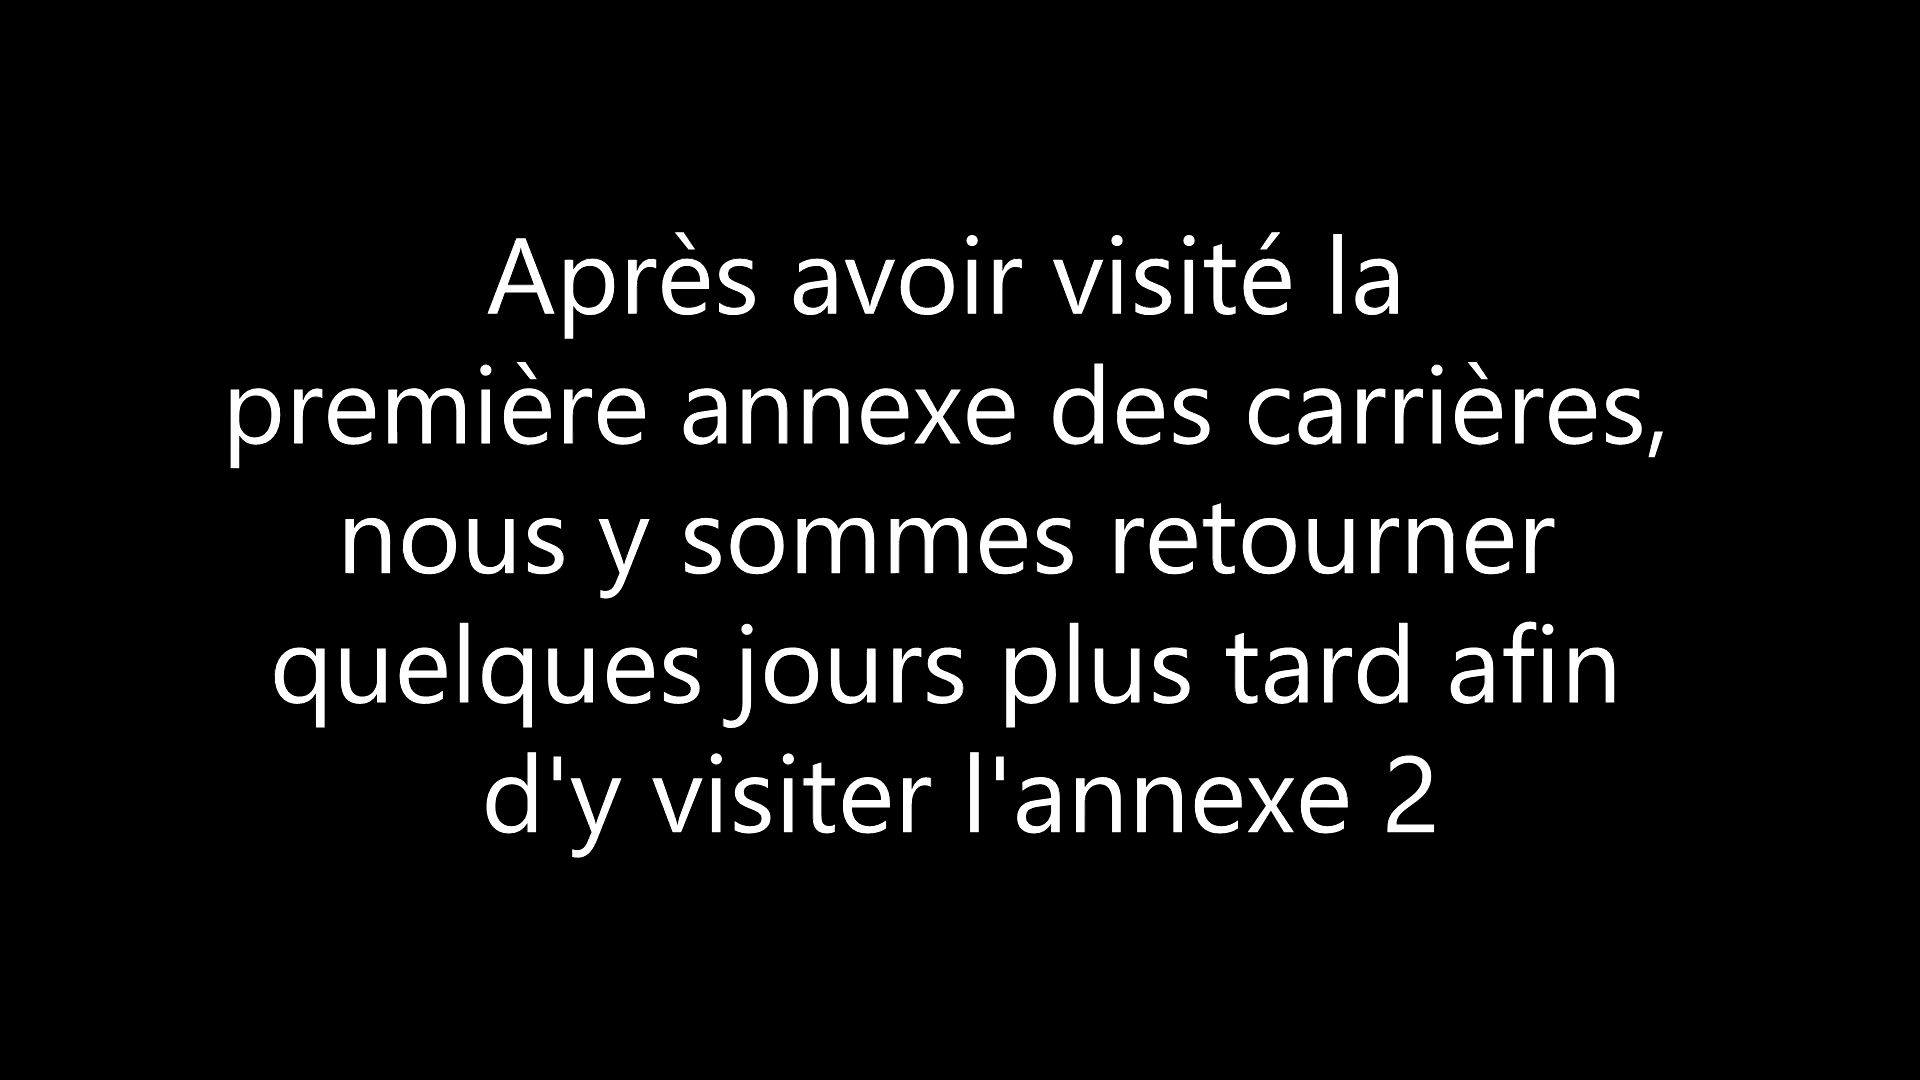 Après avoir visité la
première annexe des carrières,
nous y sommes retourner
quelques jours plus tard afin
d'y visiter l'annexe 2